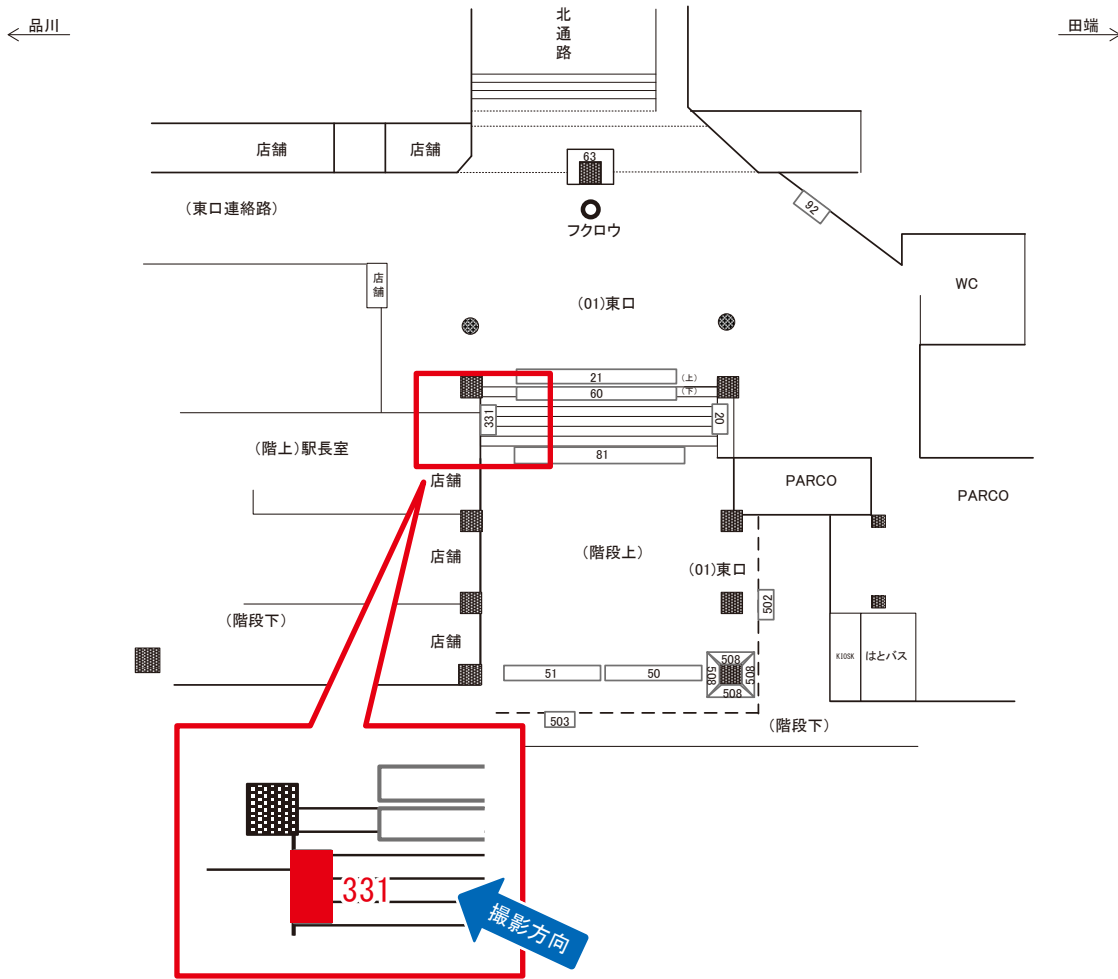 品川
田端
北通路
店舗
店舗
63
(東口連絡路)
フクロウ
92
店舗
WC
(01)東口
21
(上)
60
(下)
331
20
(階上)駅長室
81
店舗
PARCO
PARCO
(階段上)
店舗
(01)東口
502
(階段下)
店舗
KIOSK
はとバス
51
50
508
508
508
508
503
(階段下)
331
撮影方向